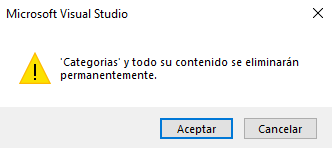 Microsoft Visual Studio
'Categorias' y todo su contenido se eliminarán
permanentemente.
Aceptar
Cancelar